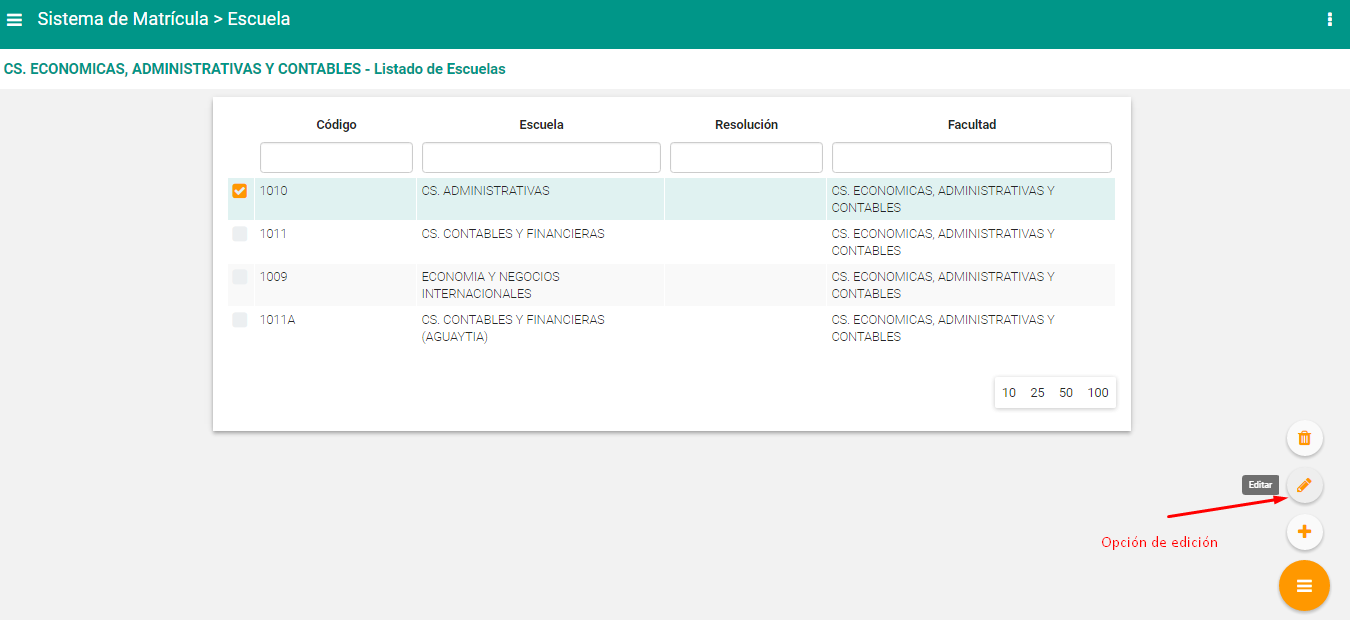 Sistema de Matrícula > Escuela
CS. ECONOMICAS, ADMINISTRATIVAS Y CONTABLES - Listado de Escuelas
Código Escuela Resolución Facultad
1010 CS. ADMINISTRATIVAS CS. ECONOMICAS, ADMINISTRATIVAS Y
CONTABLES
1011 CS. CONTABLES Y FINANCIERAS CS. ECONOMICAS, ADMINISTRATIVAS Y
CONTABLES
1009 ECONOMIA Y NEGOCIOS CS. ECONOMICAS, ADMINISTRATIVAS Y
INTERNACIONALES CONTABLES
1011A CS. CONTABLES Y FINANCIERAS CS. ECONOMICAS, ADMINISTRATIVAS Y
(AGUAYTIA) CONTABLES
10 25 50 100
Editar
Opción de edición